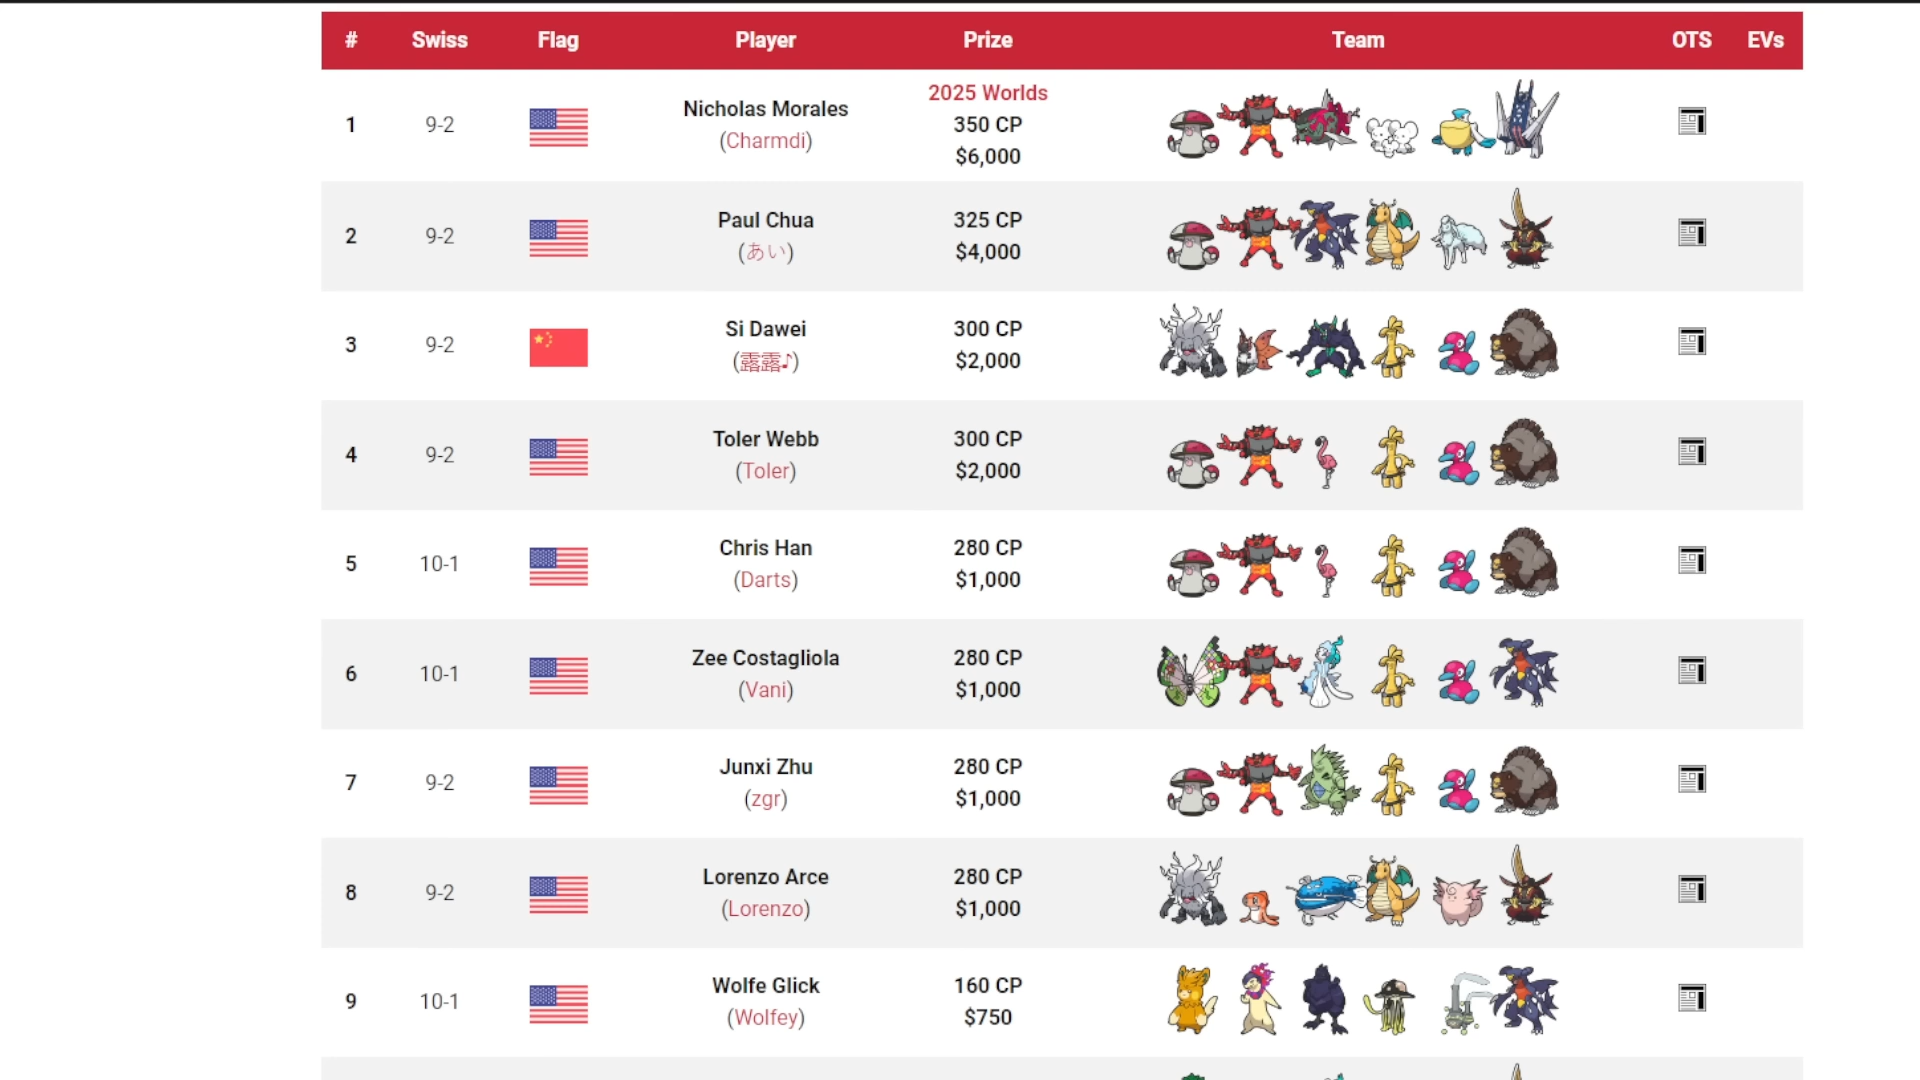 # Swiss Flag Player Prize Team OTS EVs
1 9-2 Nicholas Morales (Charmdi) 2025 Worlds 350 CP $6,000
2 9-2 Paul Chua (あい) 325 CP $4,000
3 9-2 Si Dawei (露露♪) 300 CP $2,000
4 9-2 Toler Webb (Toler) 300 CP $2,000
5 10-1 Chris Han (Darts) 280 CP $1,000
6 10-1 Zee Costagliola (Vani) 280 CP $1,000
7 9-2 Junxi Zhu (zgr) 280 CP $1,000
8 9-2 Lorenzo Arce (Lorenzo) 280 CP $1,000
9 10-1 Wolfe Glick (Wolfey) 160 CP $750